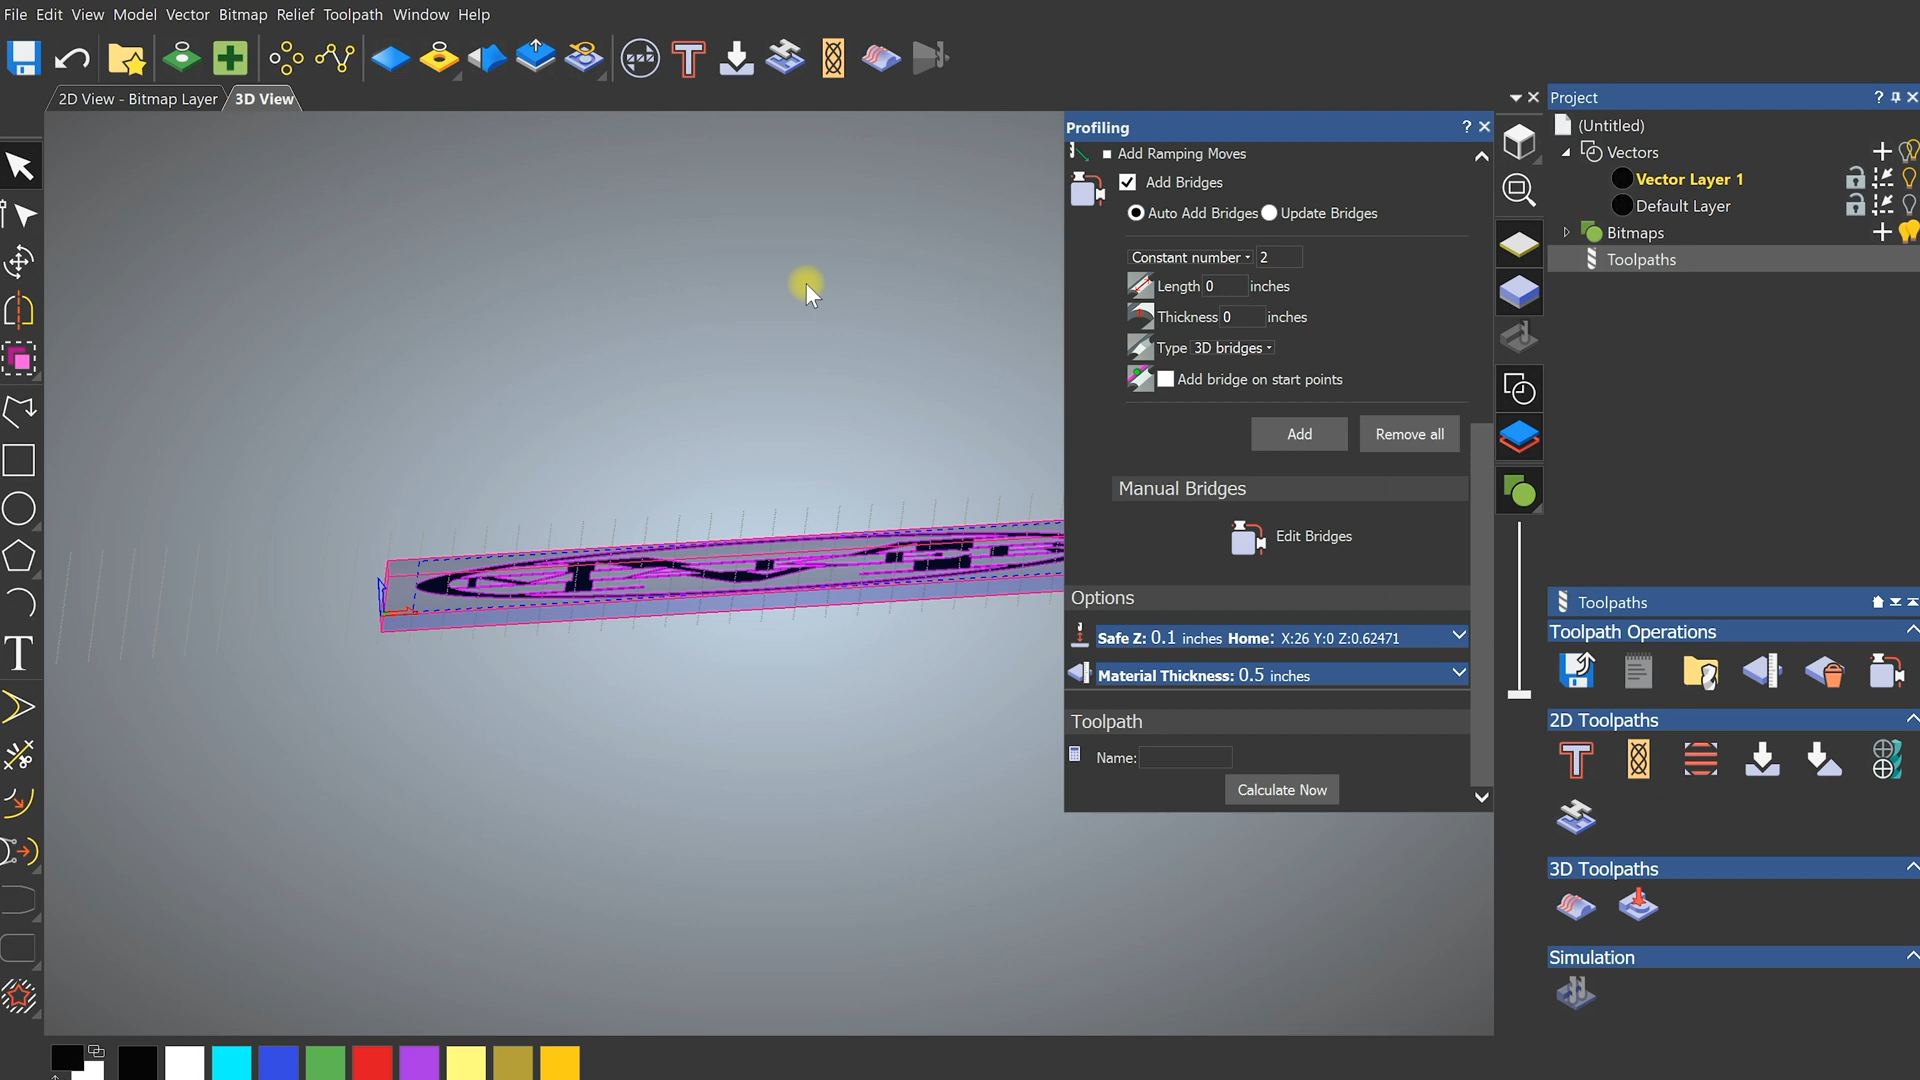 File Edit View Model Vector Bitmap Relief Toolpath Window Help
2D View - Bitmap Layer
3D View
Profiling
?
Add Ramping Moves
Add Bridges
Auto Add Bridges Update Bridges
Constant number 2
Length 0 inches
Thickness 0 inches
Type 3D bridges
Add bridge on start points
Add
Remove all
Manual Bridges
Edit Bridges
Options
Safe Z: 0.1 inches Home: X:26 Y:0 Z:0.62471
Material Thickness: 0.5 inches
Toolpath
Name:
Calculate Now
Project
?
(Untitled)
Vectors
Vector Layer 1
Default Layer
Bitmaps
Toolpaths
Toolpaths
Toolpath Operations
2D Toolpaths
3D Toolpaths
Simulation